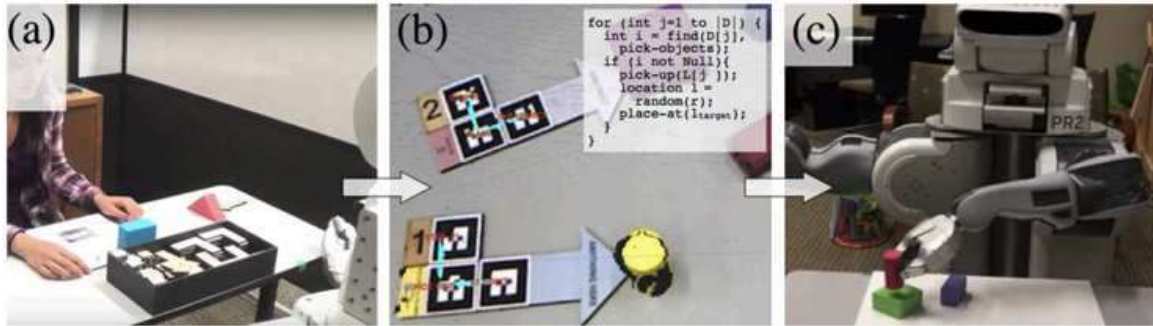 (a)
(b)
for (int j=1 to |D|) {
int i = find(D[j],
pick-objects);
if (i not Null){
pick-up(L[j ]);
location l =
random(r);
place-at(ltarget);
}
}
2
1
(c)
PR2